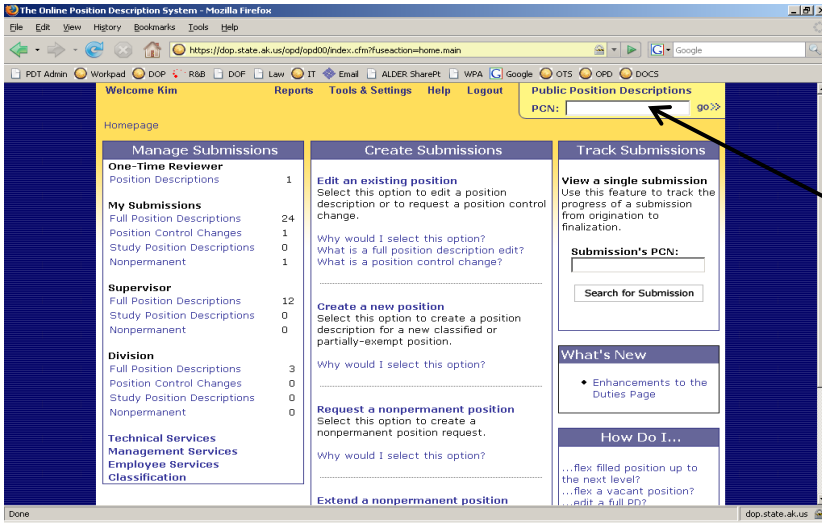 The Online Position Description System - Mozilla Firefox
File Edit View History Bookmarks Tools Help
https://dop.state.ak.us/opd/opd00/index.cfm?fuseaction=home.main
G Google
PDT Admin Workpad DOP R&B DOF Law IT Email ALDER SharePt WPA Google OTS OPD DOCS
Welcome Kim Reports Tools & Settings Help Logout
Public Position Descriptions
PCN: go
Homepage
Manage Submissions
One-Time Reviewer
Position Descriptions 1
My Submissions
Full Position Descriptions 24
Position Control Changes 1
Study Position Descriptions 0
Nonpermanent 1
Supervisor
Full Position Descriptions 12
Study Position Descriptions 0
Nonpermanent 0
Division
Full Position Descriptions 3
Position Control Changes 0
Study Position Descriptions 0
Nonpermanent 0
Technical Services
Management Services
Employee Services
Classification
Create Submissions
Edit an existing position
Select this option to edit a position
description or to request a position control
change.
Why would I select this option?
What is a full position description edit?
What is a position control change?
Create a new position
Select this option to create a position
description for a new classified or
partially-exempt position.
Why would I select this option?
Request a nonpermanent position
Select this option to create a
nonpermanent position request.
Why would I select this option?
Extend a nonpermanent position
Track Submissions
View a single submission
Use this feature to track the
progress of a submission
from origination to
finalization.
Submission's PCN:
Search for Submission
What's New
Enhancements to the
Duties Page
How Do I...
...flex filled position up to
the next level?
...flex a vacant position?
...edit a full PD?
Done
dop.state.ak.us